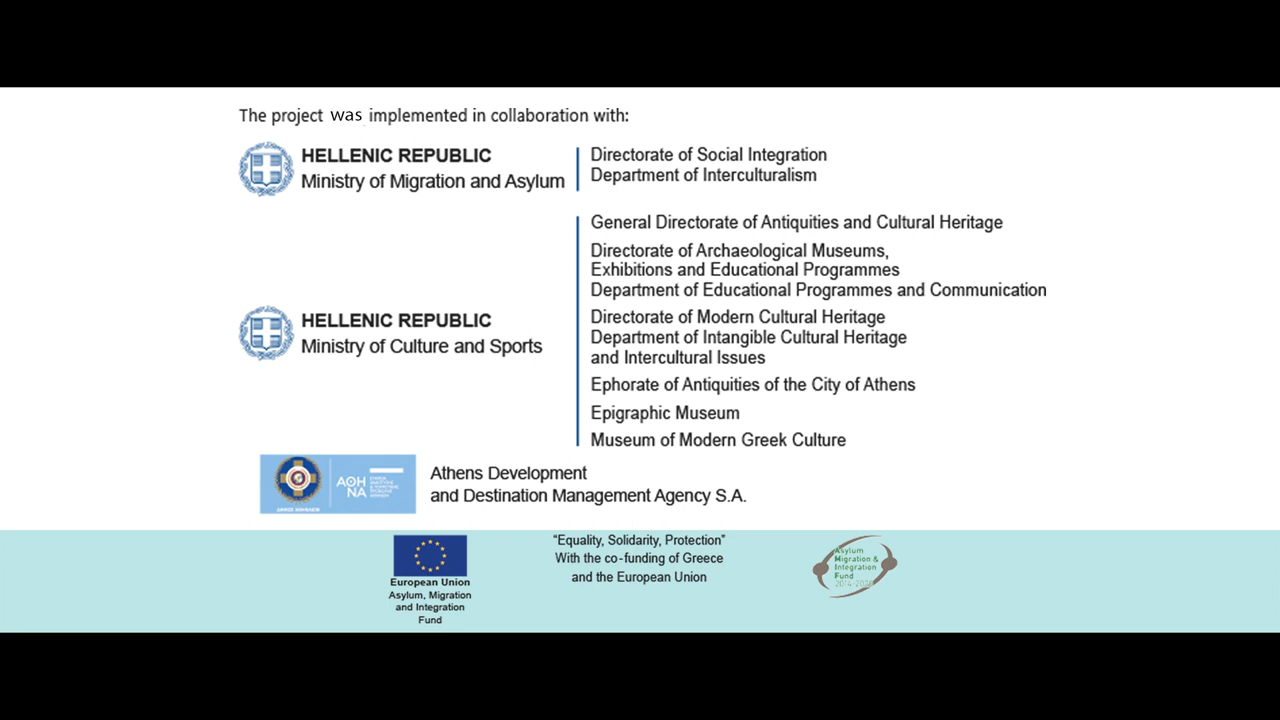 The project was implemented in collaboration with:
HELLENIC REPUBLIC
Ministry of Migration and Asylum
Directorate of Social Integration
Department of Interculturalism
HELLENIC REPUBLIC
Ministry of Culture and Sports
General Directorate of Antiquities and Cultural Heritage
Directorate of Archaeological Museums,
Exhibitions and Educational Programmes
Department of Educational Programmes and Communication
Directorate of Modern Cultural Heritage
Department of Intangible Cultural Heritage
and Intercultural Issues
Ephorate of Antiquities of the City of Athens
Epigraphic Museum
Museum of Modern Greek Culture
ΑΘΗ
ΝΑ
Athens Development
and Destination Management Agency S.A.
European Union
Asylum, Migration
and Integration
Fund
“Equality, Solidarity, Protection”
With the co-funding of Greece
and the European Union
Asylum
Migration &
Integration
Fund